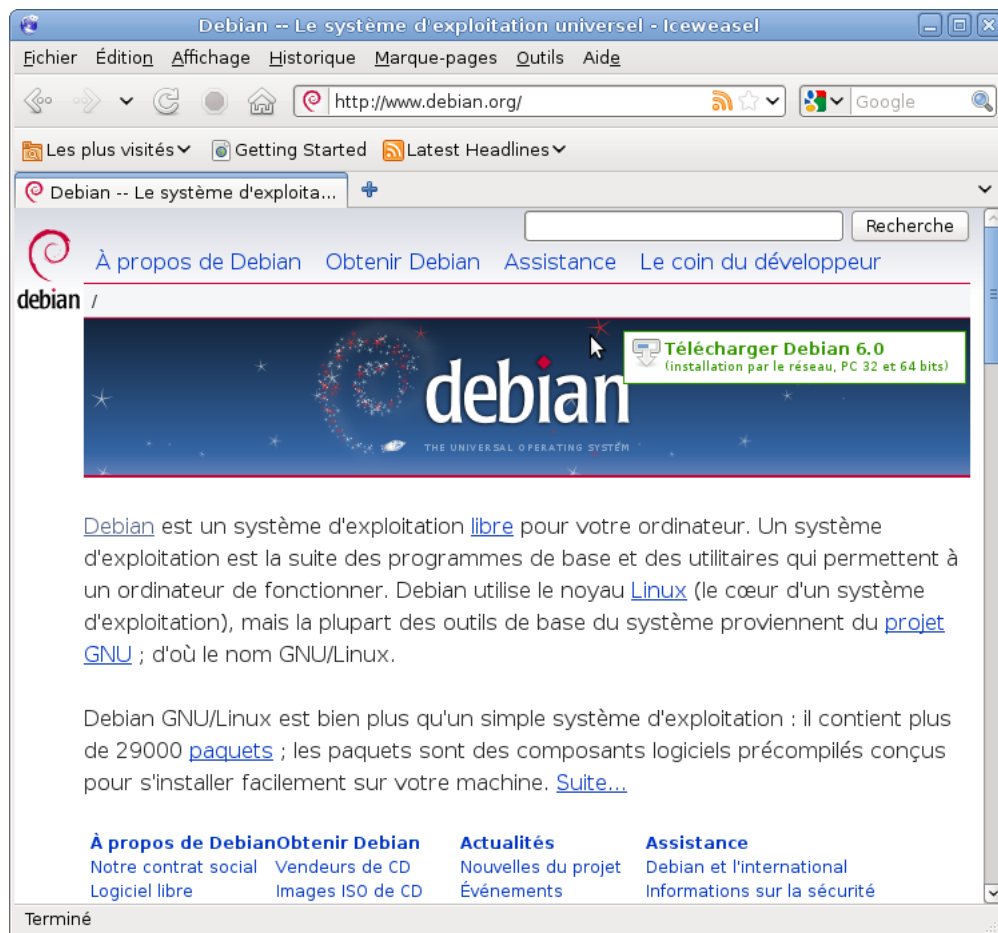 Debian -- Le système d'exploitation universel - Iceweasel
Fichier Édition Affichage Historique Marque-pages Outils Aide
http://www.debian.org/ Google
Les plus visités Getting Started Latest Headlines
Debian -- Le système d'exploita...
Recherche
À propos de Debian Obtenir Debian Assistance Le coin du développeur
debian /
Télécharger Debian 6.0
(installation par le réseau, PC 32 et 64 bits)
debian
THE UNIVERSAL OPERATING SYSTEM
Debian est un système d'exploitation libre pour votre ordinateur. Un système
d'exploitation est la suite des programmes de base et des utilitaires qui permettent à
un ordinateur de fonctionner. Debian utilise le noyau Linux (le cœur d'un système
d'exploitation), mais la plupart des outils de base du système proviennent du projet
GNU ; d'où le nom GNU/Linux.
Debian GNU/Linux est bien plus qu'un simple système d'exploitation : il contient plus
de 29000 paquets ; les paquets sont des composants logiciels précompilés conçus
pour s'installer facilement sur votre machine. Suite...
À propos de Debian Obtenir Debian Actualités Assistance
Notre contrat social Vendeurs de CD Nouvelles du projet Debian et l'international
Logiciel libre Images ISO de CD Événements Informations sur la sécurité
Terminé